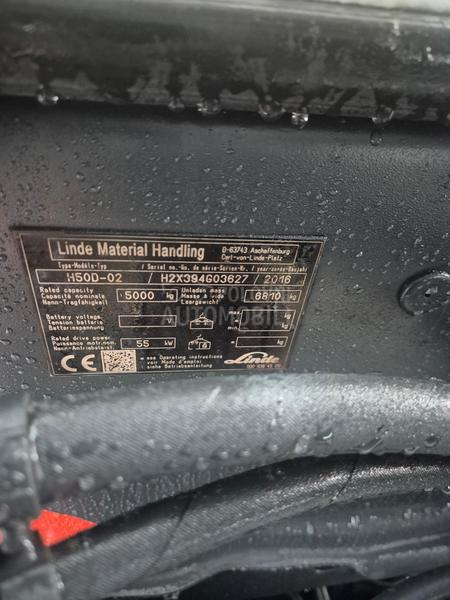 Linde Material Handling
D-63743 Aschaffenburg
Carl-von-Linde-Platz
Type-Modèle-Typ / Serial no.-No. de série-Serien-Nr. / year-année-Baujahr
H50D-02 / H2X394G03627 / 2016
Rated capacity
Capacité nominale 5000 kg
Nenn-Tragfähigkeit
Unladen mass
Masse à vide 6810 kg
Leergewicht
Battery voltage
Tension batterie V
Batteriespannung
kg
kg
Rated drive power
Puissance motr.nom. 55 kW
Nenn-Antriebsleist.
CE
see Operating instructions
voir Mode d'emploi
siehe Betriebsanleitung
Linde
AUTOMOBILI